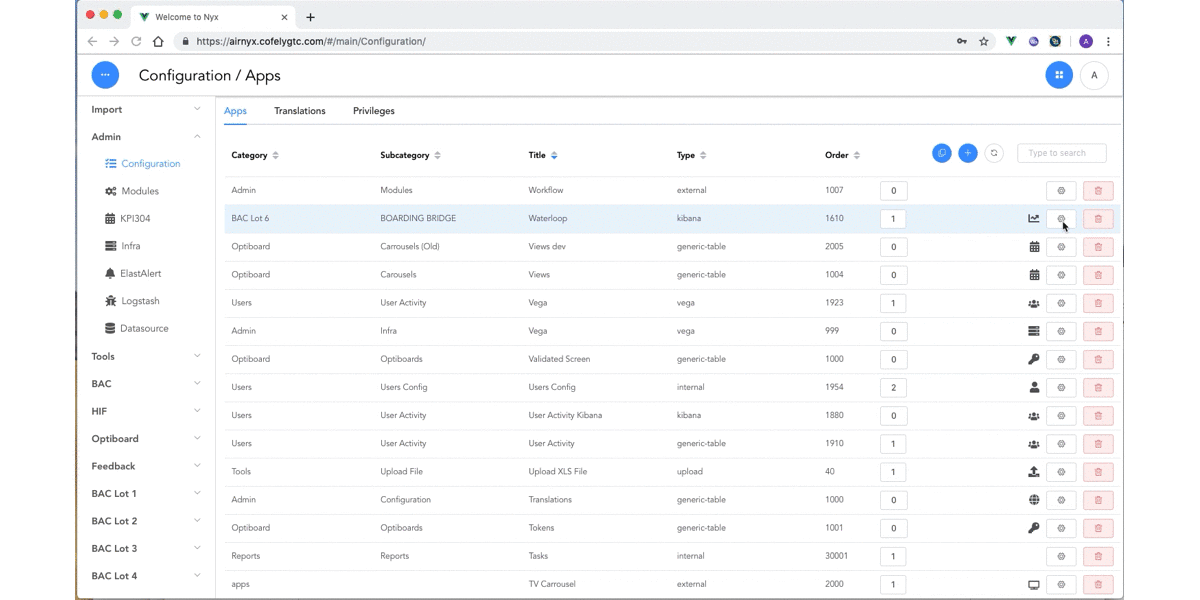 Welcome to Nyx
https://airnyx.cofelygtc.com/#/main/Configuration/
A
Configuration / Apps
A
Import
Admin
Configuration
Modules
KPI304
Infra
ElastAlert
Logstash
Datasource
Tools
BAC
HIF
Optiboard
Feedback
BAC Lot 1
BAC Lot 2
BAC Lot 3
BAC Lot 4
Apps Translations Privileges
Type to search
Category Subcategory Title Type Order
Admin Modules Workflow external 1007 0
BAC Lot 6 BOARDING BRIDGE Waterloop kibana 1610 1
Optiboard Carrousels (Old) Views dev generic-table 2005 0
Optiboard Carousels Views generic-table 1004 0
Users User Activity Vega vega 1923 1
Admin Infra Vega vega 999 0
Optiboard Optiboards Validated Screen generic-table 1000 0
Users Users Config Users Config internal 1954 2
Users User Activity User Activity Kibana kibana 1880 0
Users User Activity User Activity generic-table 1910 1
Tools Upload File Upload XLS File upload 40 1
Admin Configuration Translations generic-table 1000 0
Optiboard Optiboards Tokens generic-table 1001 0
Reports Reports Tasks internal 30001 1
apps TV Carrousel external 2000 1